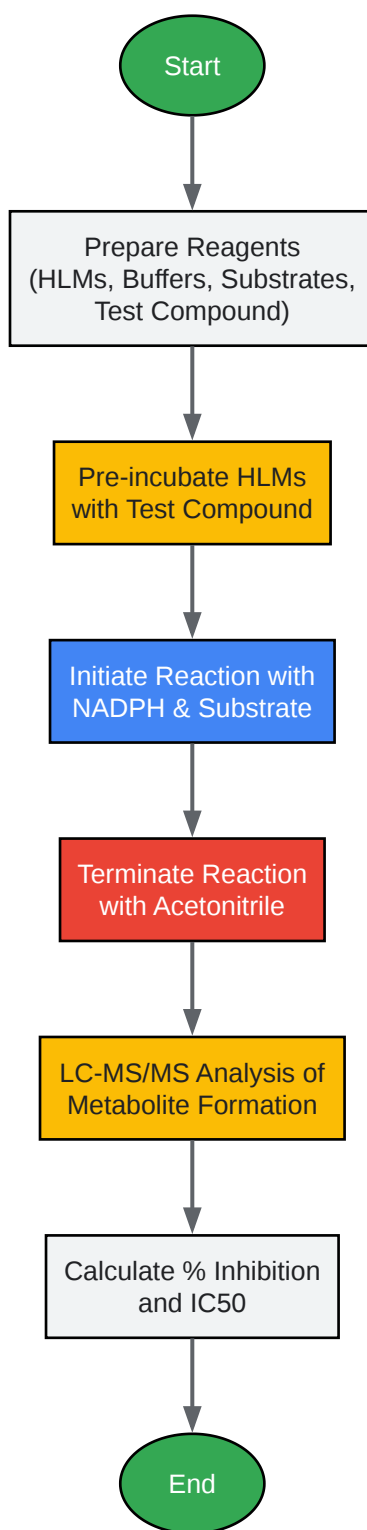 Start
Prepare Reagents
(HLMs, Buffers, Substrates,
Test Compound)
Pre-incubate HLMs
with Test Compound
Initiate Reaction with
NADPH & Substrate
Terminate Reaction
with Acetonitrile
LC-MS/MS Analysis of
Metabolite Formation
Calculate % Inhibition
and IC50
End